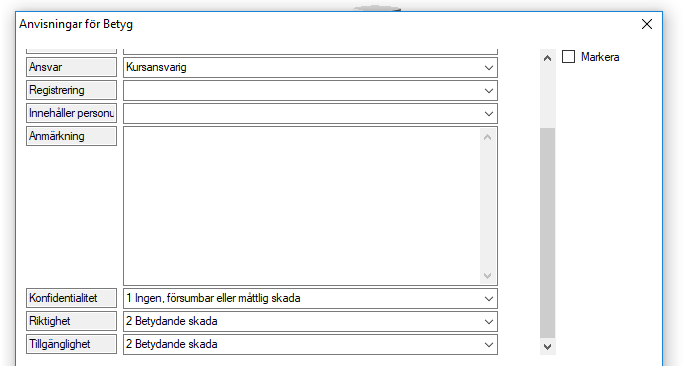 Anvisningar för Betyg
Markera
Ansvar Kursansvarig
Registrering
Innehåller personu
Anmärkning
Konfidentialitet 1 Ingen, försumbar eller måttlig skada
Riktighet 2 Betydande skada
Tillgänglighet 2 Betydande skada